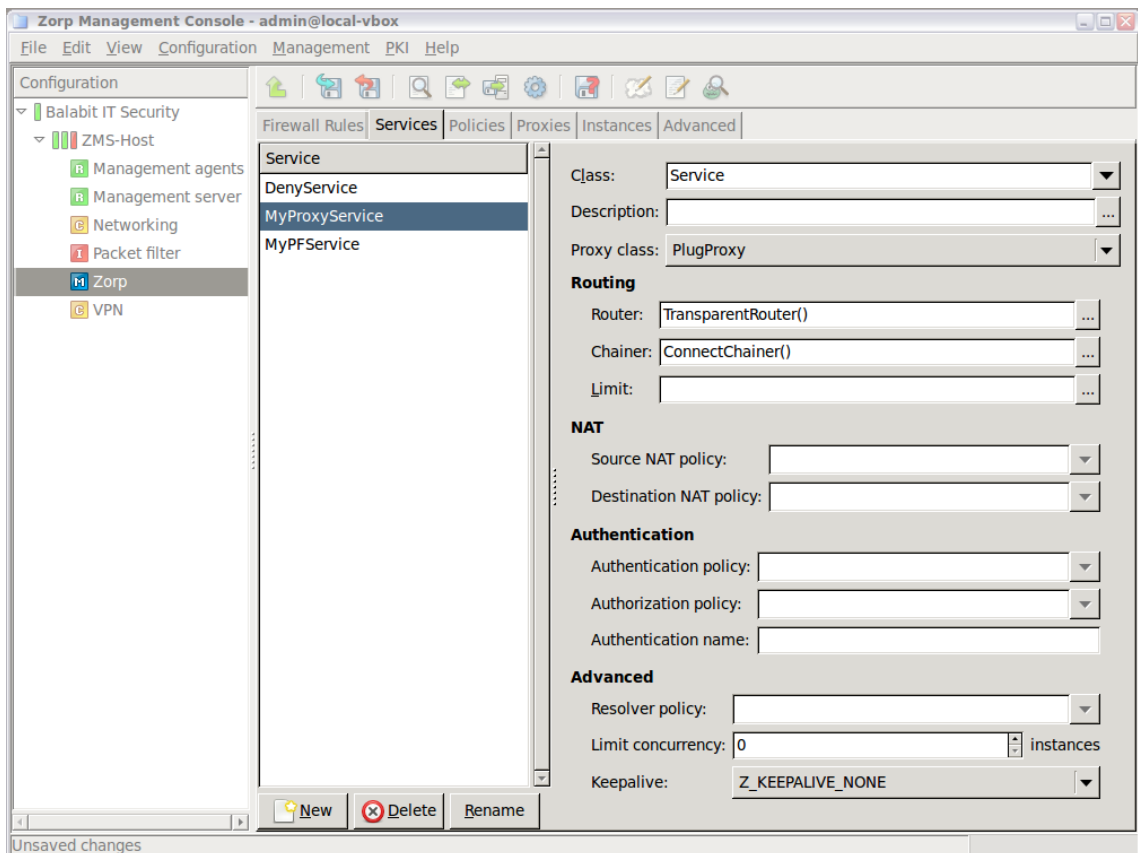 Zorp Management Console - admin@local-vbox
File Edit View Configuration Management PKI Help
Configuration
Balabit IT Security
ZMS-Host
R Management agents
R Management server
C Networking
I Packet filter
M Zorp
C VPN
Firewall Rules Services Policies Proxies Instances Advanced
Service
DenyService
MyProxyService
MyPFService
New Delete Rename
Class: Service
Description: ...
Proxy class: PlugProxy
Routing
Router: TransparentRouter() ...
Chainer: ConnectChainer() ...
Limit: ...
NAT
Source NAT policy:
Destination NAT policy:
Authentication
Authentication policy:
Authorization policy:
Authentication name:
Advanced
Resolver policy:
Limit concurrency: 0 instances
Keepalive: Z_KEEPALIVE_NONE
Unsaved changes